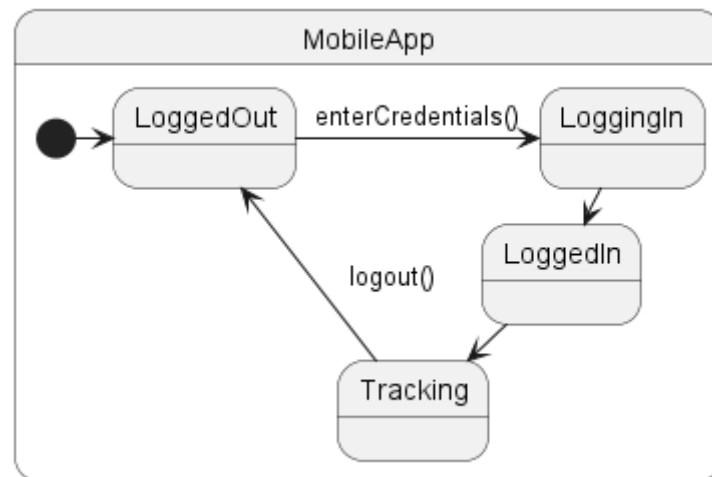 MobileApp
LoggedOut
enterCredentials()
LoggingIn
LoggedIn
logout()
Tracking